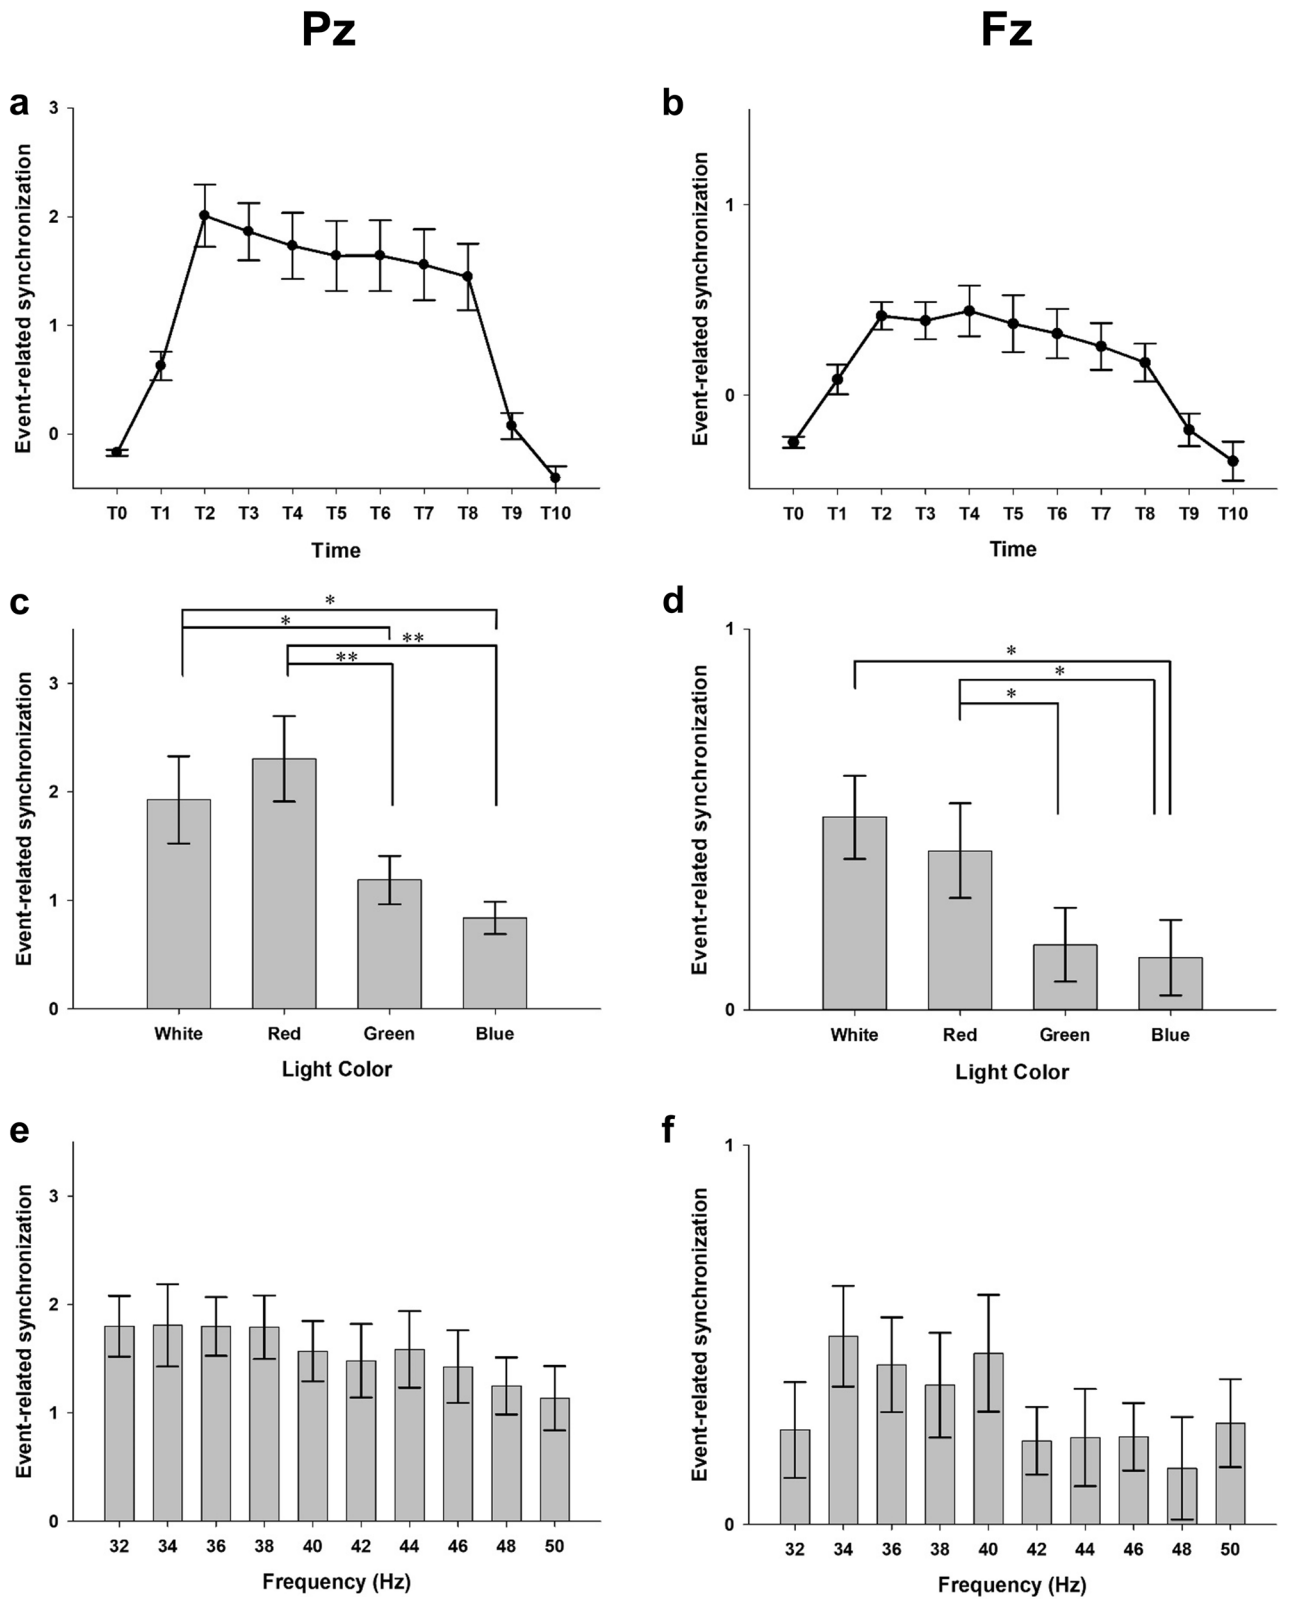 Pz Fz
a b
3
2
1
0
Event-related synchronization
T0 T1 T2 T3 T4 T5 T6 T7 T8 T9 T10
Time
1
0
Event-related synchronization
T0 T1 T2 T3 T4 T5 T6 T7 T8 T9 T10
Time
c d
* * ** **
3
2
1
0
Event-related synchronization
White Red Green Blue
Light Color
* * *
1
0
Event-related synchronization
White Red Green Blue
Light Color
e f
3
2
1
0
Event-related synchronization
32 34 36 38 40 42 44 46 48 50
Frequency (Hz)
1
0
Event-related synchronization
32 34 36 38 40 42 44 46 48 50
Frequency (Hz)